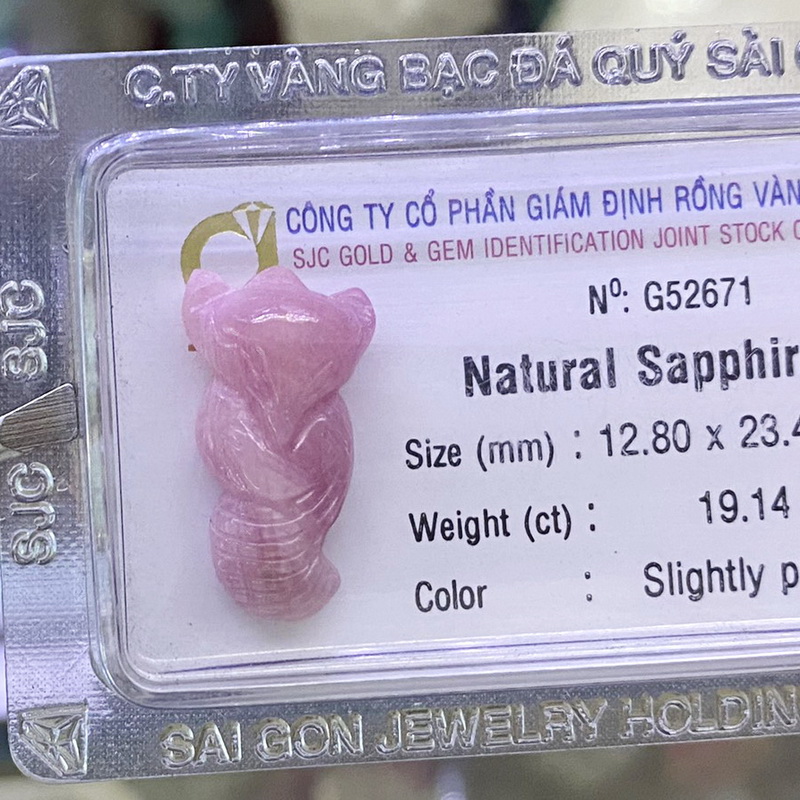 C.TY VÀNG BẠC ĐÁ QUÝ SÀI
CÔNG TY CỔ PHẦN GIÁM ĐỊNH RỒNG VÀN
SJC GOLD & GEM IDENTIFICATION JOINT STOCK
Nº: G52671
Natural Sapphir
Size (mm) : 12.80 x 23.4
Weight (ct) : 19.14
Color : Slightly p
SJC
SJC
SAI GON JEWELRY HOLDIN